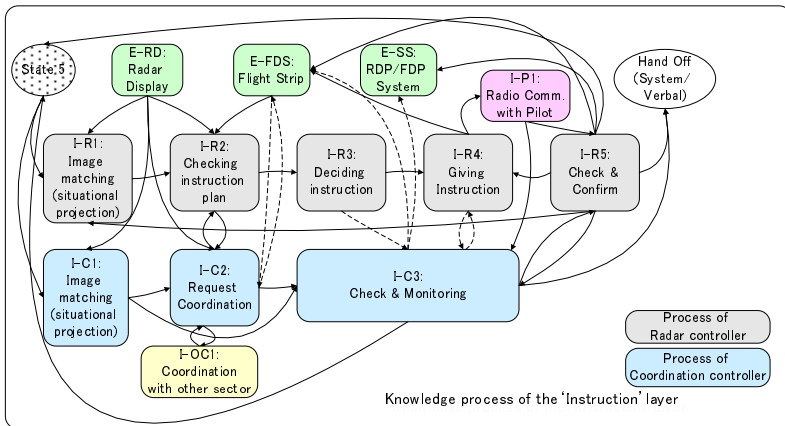 State 5
E-RD:
Radar
Display
E-FDS:
Flight Strip
E-SS:
RDP/FDP
System
I-P1:
Radio Comm.
with Pilot
Hand Off
(System/
Verbal)
I-R1:
Image
matching
(situational
projection)
I-R2:
Checking
instruction
plan
I-R3:
Deciding
instruction
I-R4:
Giving
Instruction
I-R5:
Check &
Confirm
I-C1:
Image
matching
(situational
projection)
I-C2:
Request
Coordination
I-C3:
Check & Monitoring
I-OC1:
Coordination
with other sector
Process of
Radar controller
Process of
Coordination controller
Knowledge process of the 'Instruction' layer